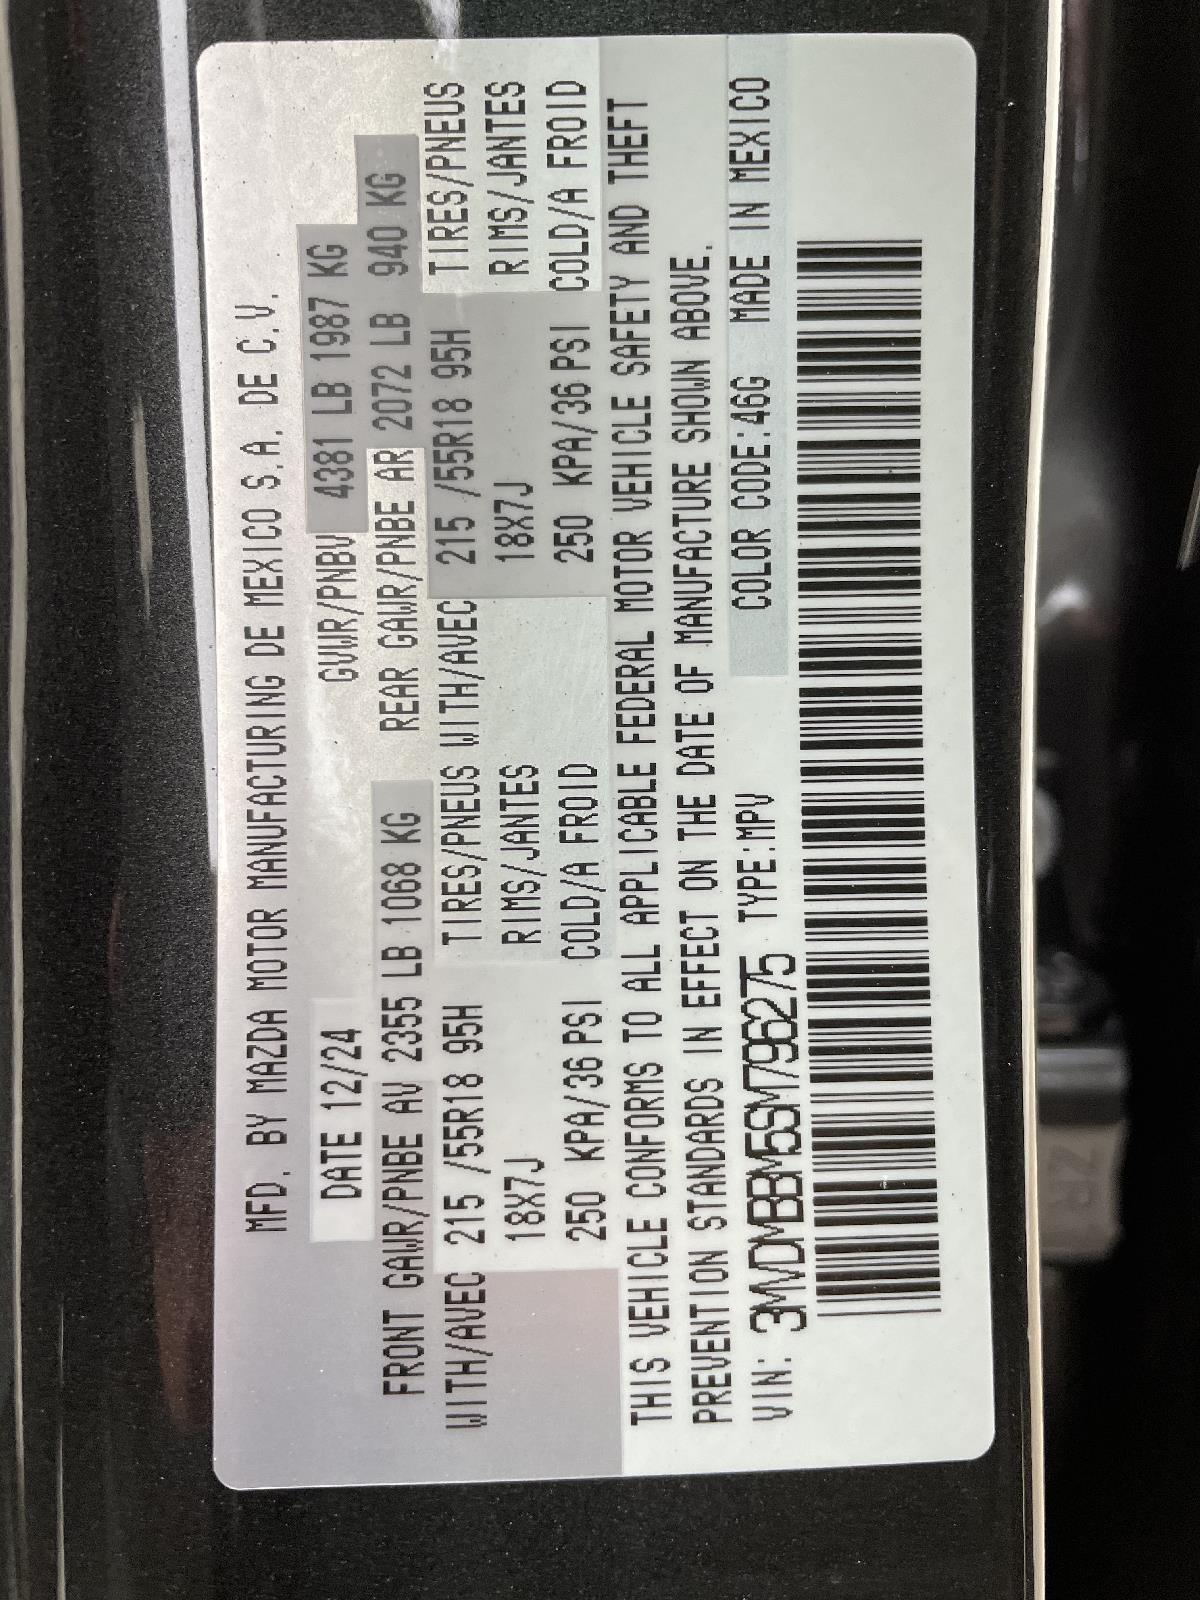 MFD. BY MAZDA MOTOR MANUFACTURING DE MEXICO S.A. DE C.V.
DATE 12/24 GVWR/PNBV 4381 LB 1987 KG
FRONT GAWR/PNBE AV 2355 LB 1068 KG REAR GAWR/PNBE AR 2072 LB 940 KG
WITH/AVEC 215 /55R18 95H TIRES/PNEUS WITH/AVEC 215 /55R18 95H TIRES/PNEUS
18X7J RIMS/JANTES 18X7J RIMS/JANTES
250 KPA/36 PSI COLD/A FROID 250 KPA/36 PSI COLD/A FROID
THIS VEHICLE CONFORMS TO ALL APPLICABLE FEDERAL MOTOR VEHICLE SAFETY AND THEFT
PREVENTION STANDARDS IN EFFECT ON THE DATE OF MANUFACTURE SHOWN ABOVE.
VIN: 3MVDMBBM5SM796275 TYPE:MPV COLOR CODE:46G MADE IN MEXICO